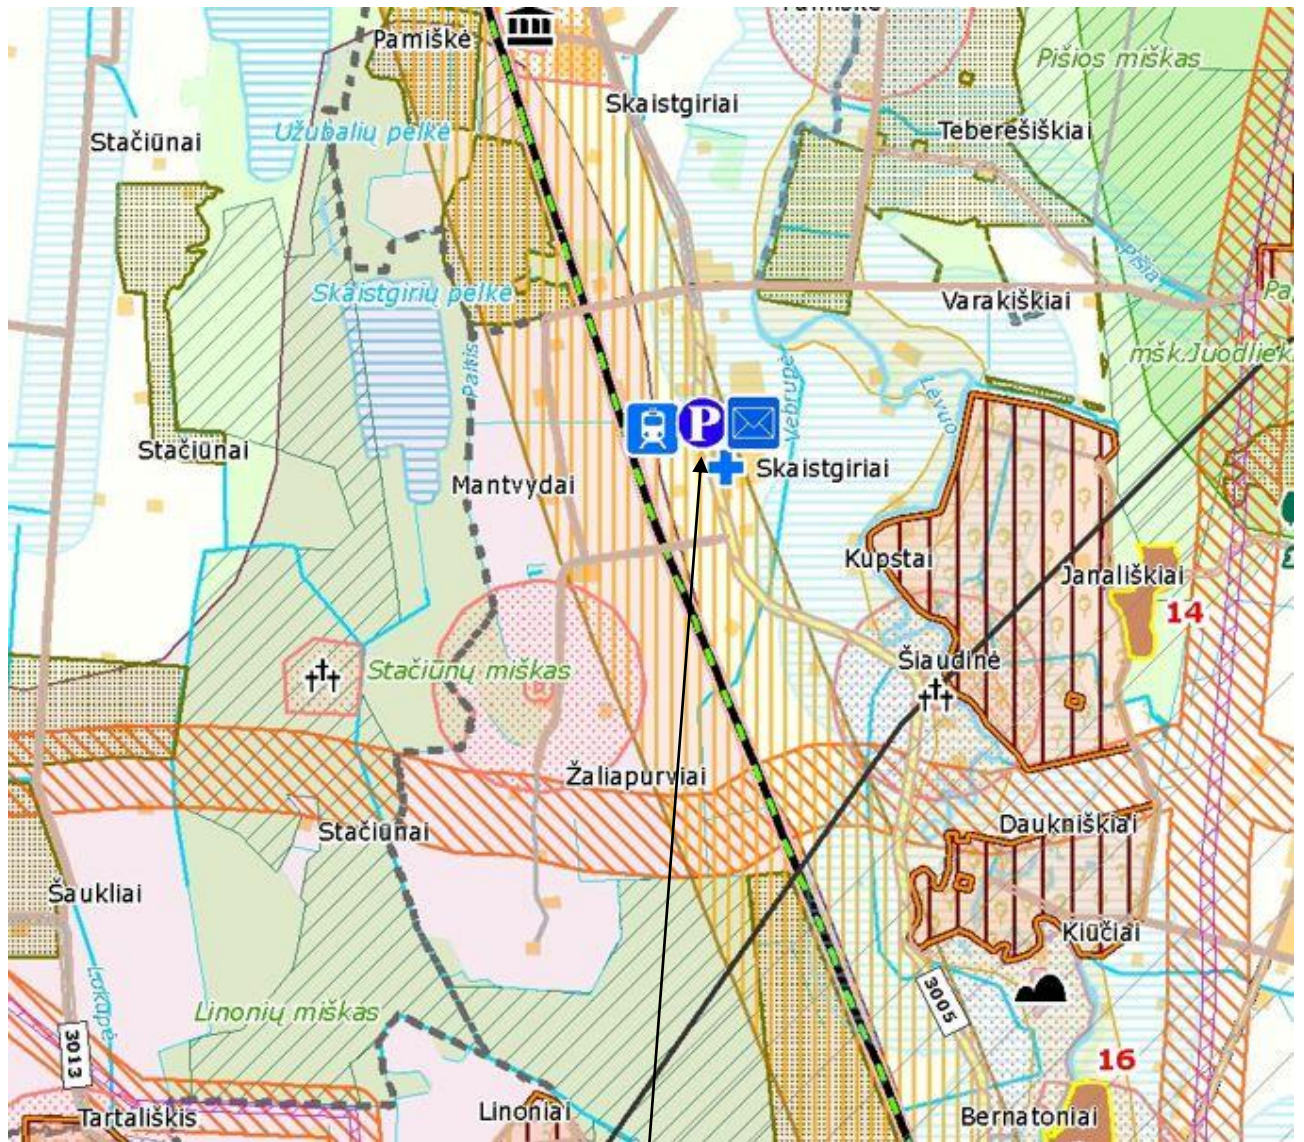 Pamiškė
Pišios miškas
Skaistgiriai
Teberešiškiai
Stačiūnai
Užubalių pelkė
Pišia
Skaistgirių pelkė
Varakiškiai
Paltis
mšk.Juodliek
Vebrupė
Lėvuo
P
Stačiūnai
Mantvydai
Skaistgiriai
Kupstai
Janališkiai
14
Stačiūnų miškas
Šiaudinė
Žaliapurviai
Stačiūnai
Daukniškiai
Šaukliai
Kiūčiai
Lokupė
Linonių miškas
3005
3013
16
Tartališkis
Linoniai
Bernatoniai